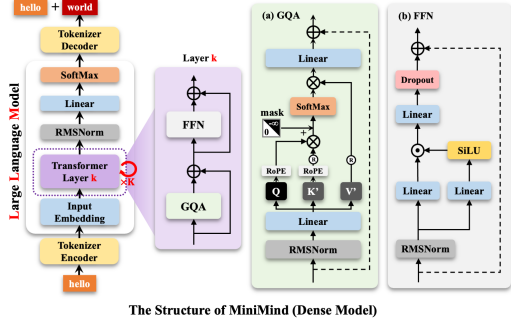 hello + world
Tokenizer
Decoder
SoftMax
Linear
RMSNorm
Transformer
Layer k
×K
Input
Embedding
Tokenizer
Encoder
hello
Large Language Model
Layer k
FFN
GQA
(a) GQA
Linear
SoftMax
mask
0
+
R
R
RoPE
RoPE
Q
K'
V'
Linear
RMSNorm
(b) FFN
Dropout
Linear
SiLU
Linear
Linear
RMSNorm
The Structure of MiniMind (Dense Model)